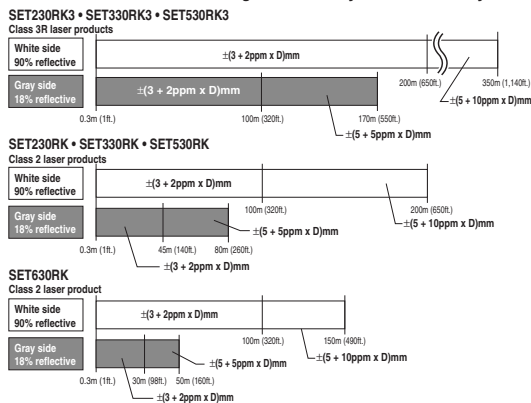 SET230RK3 • SET330RK3 • SET530RK3
Class 3R laser products
White side
90% reflective
±(3 + 2ppm x D)mm
200m (650ft.)
350m (1,140ft.)
±(5 + 10ppm x D)mm
Gray side
18% reflective
±(3 + 2ppm x D)mm
0.3m (1ft.)
100m (320ft.)
170m (550ft.)
±(5 + 5ppm x D)mm
SET230RK • SET330RK • SET530RK
Class 2 laser products
White side
90% reflective
±(3 + 2ppm x D)mm
100m (320ft.)
200m (650ft.)
±(5 + 10ppm x D)mm
Gray side
18% reflective
±(5 + 5ppm x D)mm
0.3m (1ft.)
45m (140ft.)
80m (260ft.)
±(3 + 2ppm x D)mm
SET630RK
Class 2 laser product
White side
90% reflective
±(3 + 2ppm x D)mm
100m (320ft.)
150m (490ft.)
±(5 + 10ppm x D)mm
Gray side
18% reflective
±(5 + 5ppm x D)mm
0.3m (1ft.)
30m (98ft.)
50m (160ft.)
±(3 + 2ppm x D)mm